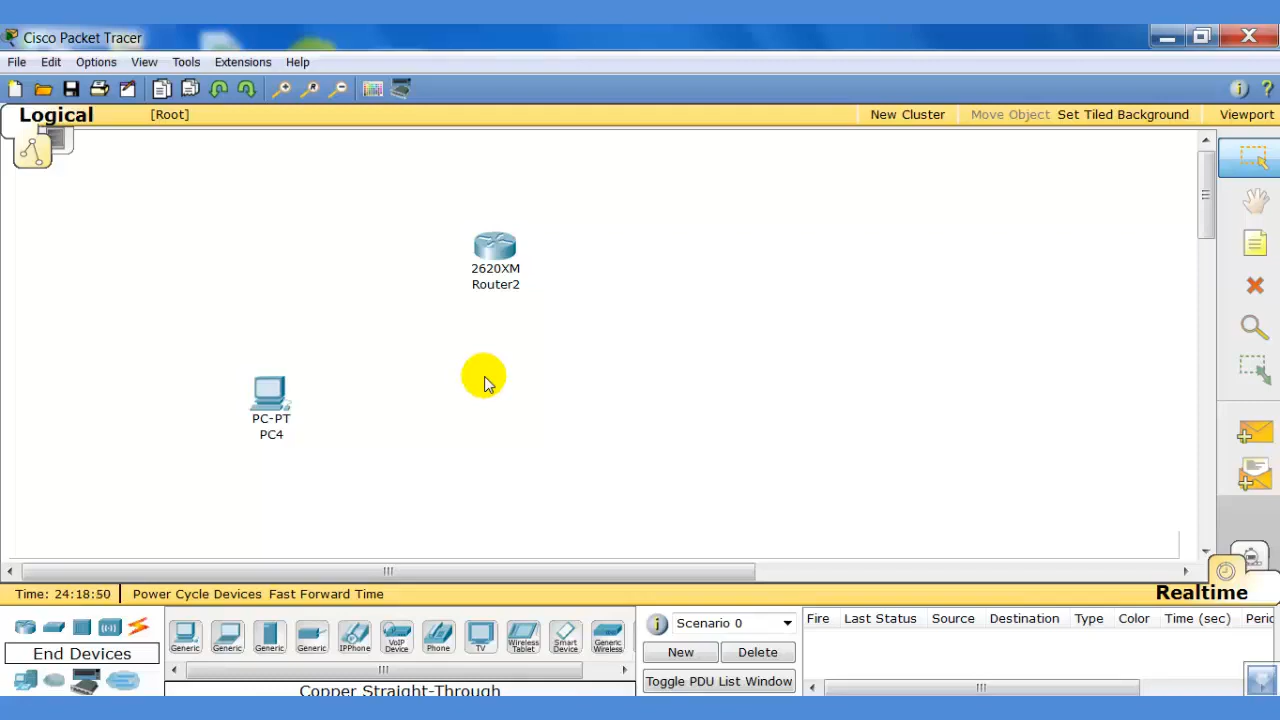 Cisco Packet Tracer
File Edit Options View Tools Extensions Help
Logical [Root] New Cluster Move Object Set Tiled Background Viewport
2620XM
Router2
PC-PT
PC4
Time: 24:18:50 Power Cycle Devices Fast Forward Time Realtime
End Devices
Generic Generic Generic Generic IPPhone VoIP Device Phone TV Wireless Tablet Smart Device Generic Wireless
Copper Straight-Through
Scenario 0
New Delete
Toggle PDU List Window
Fire Last Status Source Destination Type Color Time (sec) Perio